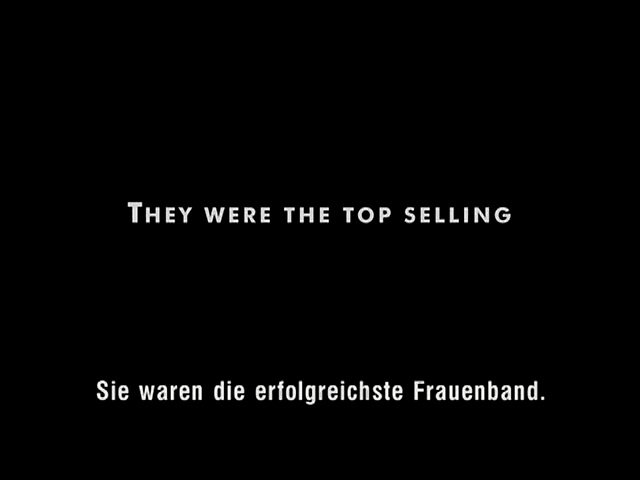 THEY WERE THE TOP SELLING
Sie waren die erfolgreichste Frauenband.